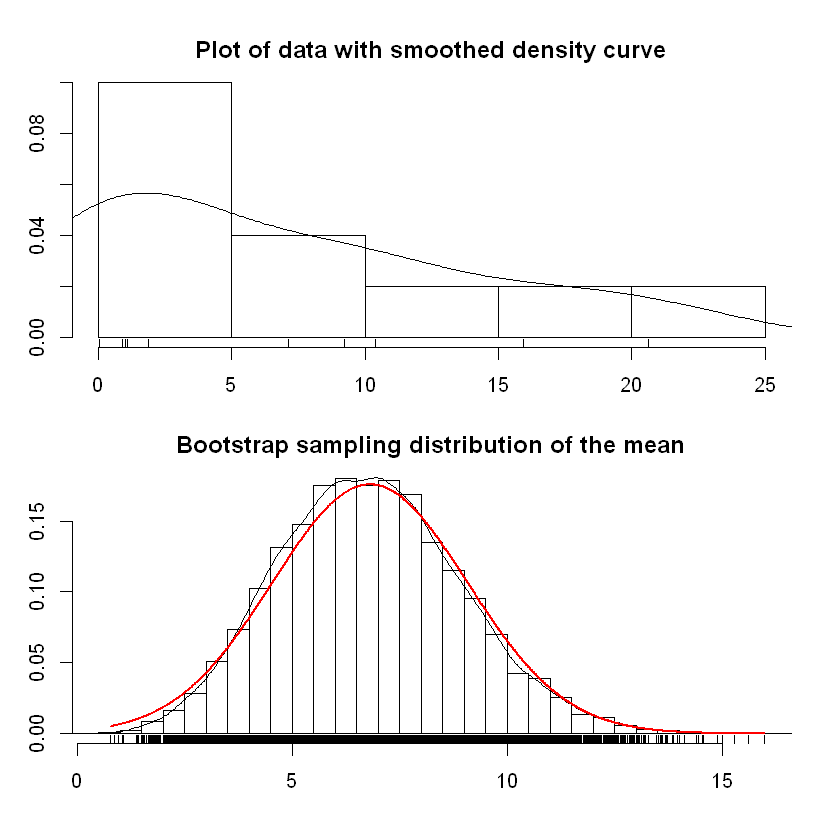 Plot of data with smoothed density curve
0.08
0.04
0.00
0 5 10 15 20 25
Bootstrap sampling distribution of the mean
0.15
0.10
0.05
0.00
0 5 10 15